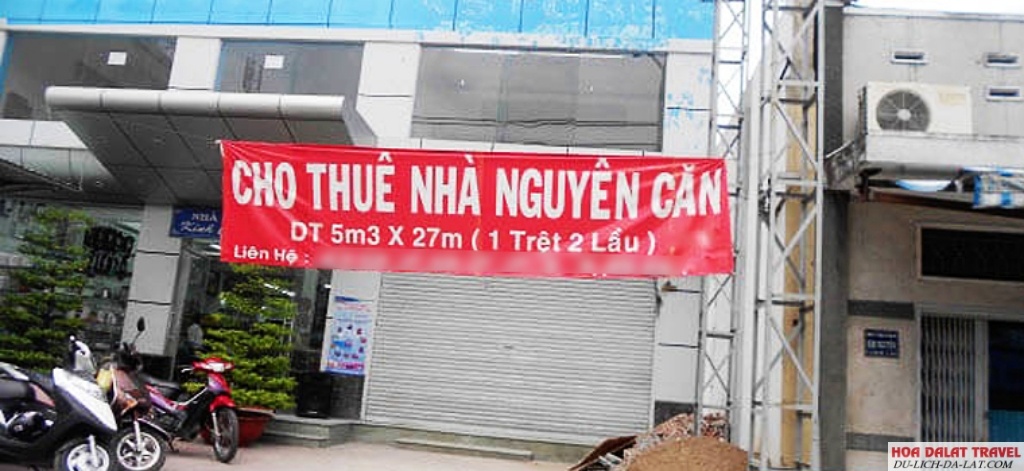 CHO THUÊ NHÀ NGUYÊN CĂN
DT 5m3 X 27m ( 1 Trệt 2 Lầu )
Liên Hệ :
NHÀ
HOA DALAT TRAVEL
DU-LICH-DA-LAT.COM